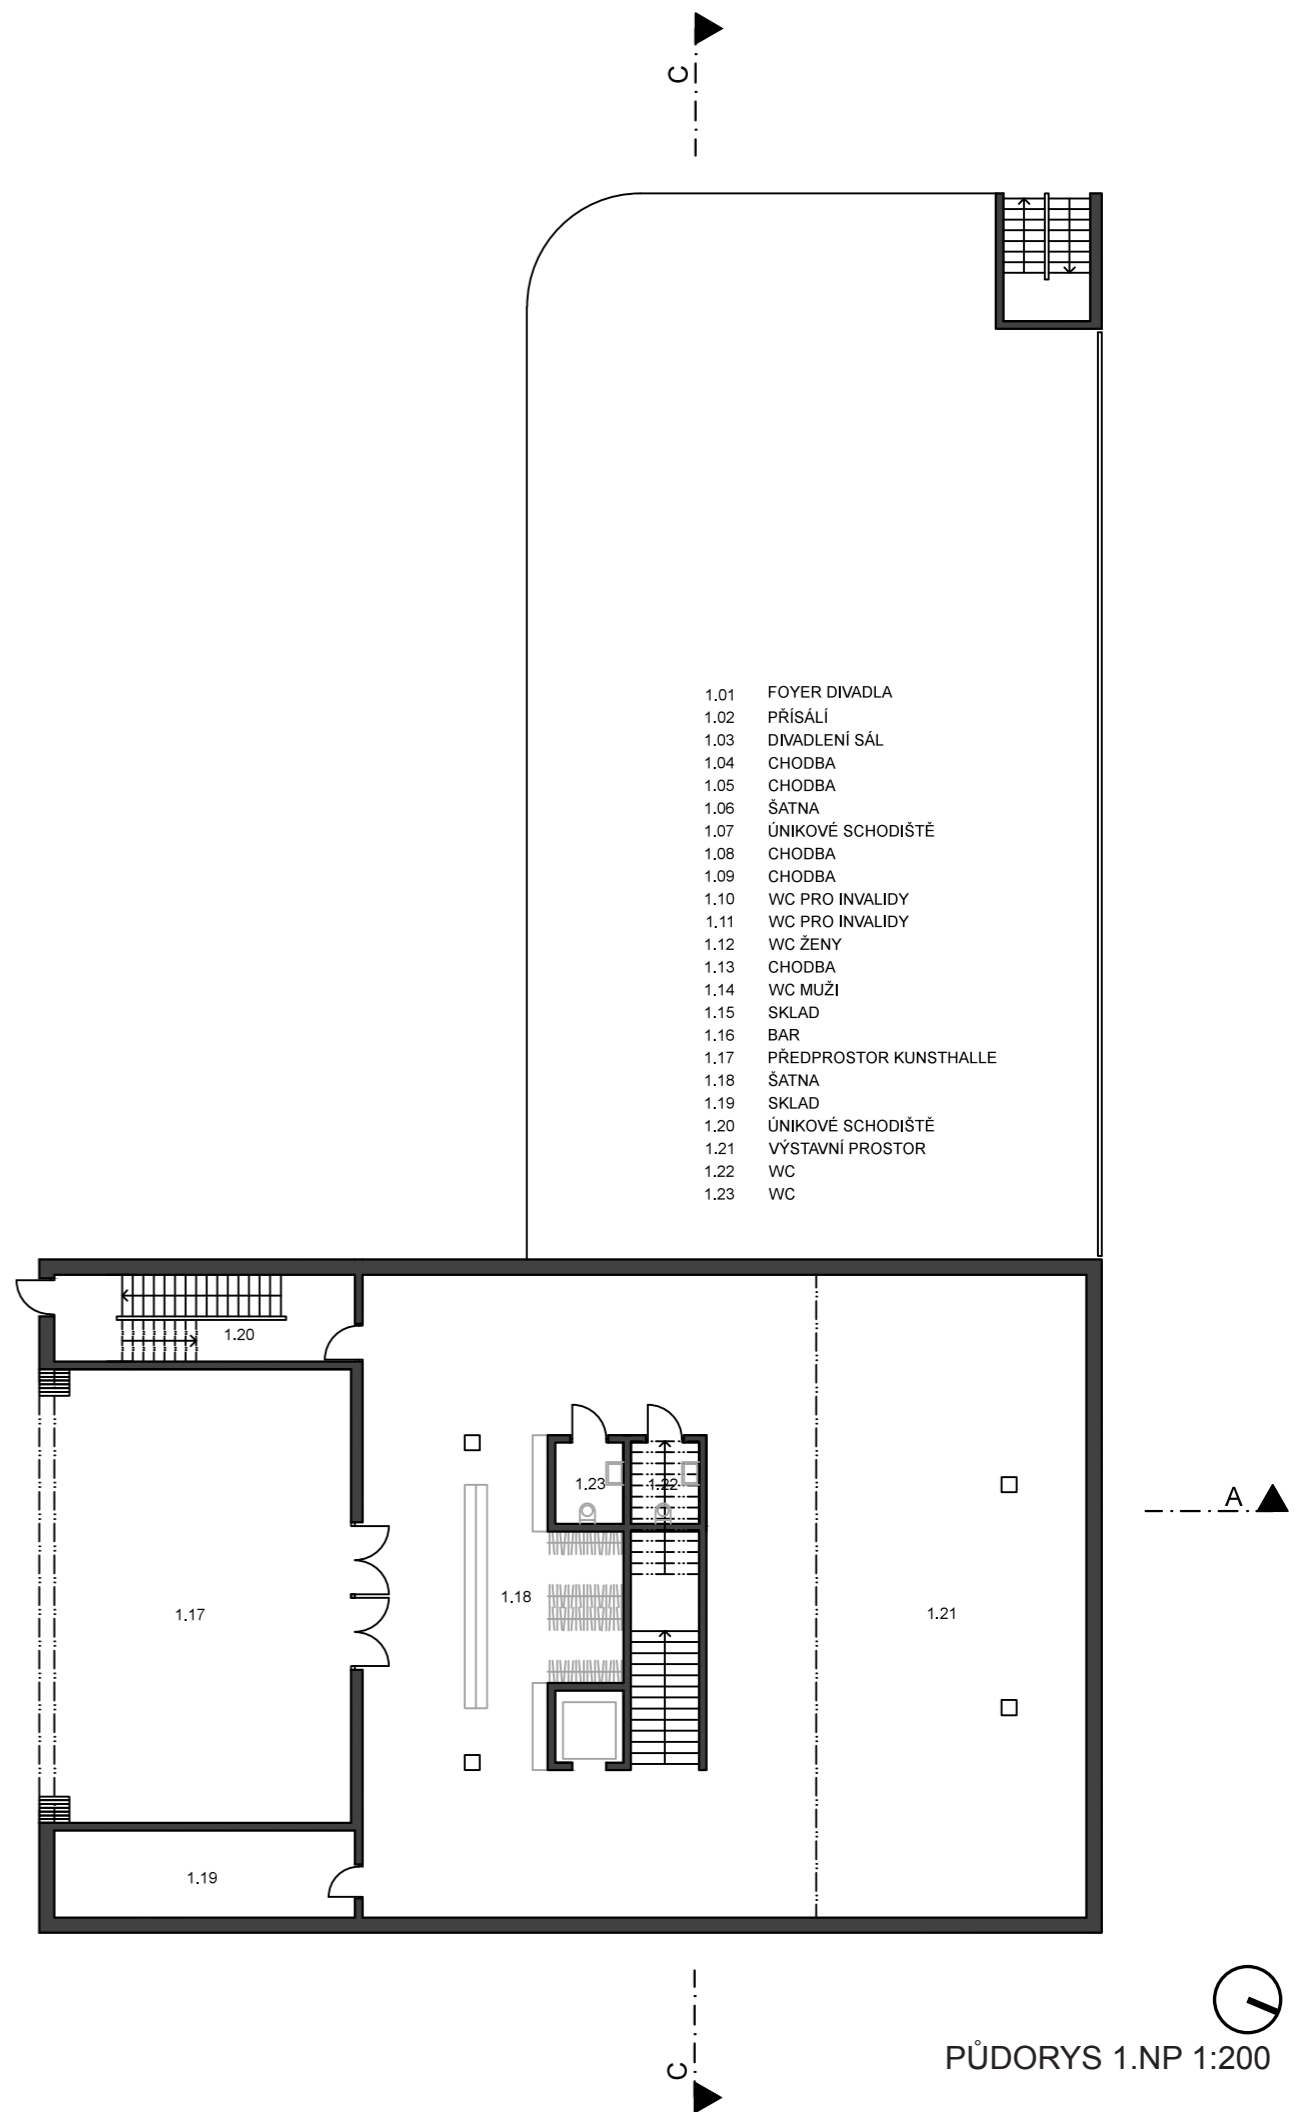 C
1.01 FOYER DIVADLA
1.02 PŘÍSÁLÍ
1.03 DIVADLENÍ SÁL
1.04 CHODBA
1.05 CHODBA
1.06 ŠATNA
1.07 ÚNIKOVÉ SCHODIŠTĚ
1.08 CHODBA
1.09 CHODBA
1.10 WC PRO INVALIDY
1.11 WC PRO INVALIDY
1.12 WC ŽENY
1.13 CHODBA
1.14 WC MUŽI
1.15 SKLAD
1.16 BAR
1.17 PŘEDPROSTOR KUNSTHALLE
1.18 ŠATNA
1.19 SKLAD
1.20 ÚNIKOVÉ SCHODIŠTĚ
1.21 VÝSTAVNÍ PROSTOR
1.22 WC
1.23 WC
1.20
1.23
1.22
A
1.18
1.17
1.21
1.19
PŮDORYS 1.NP 1:200
C